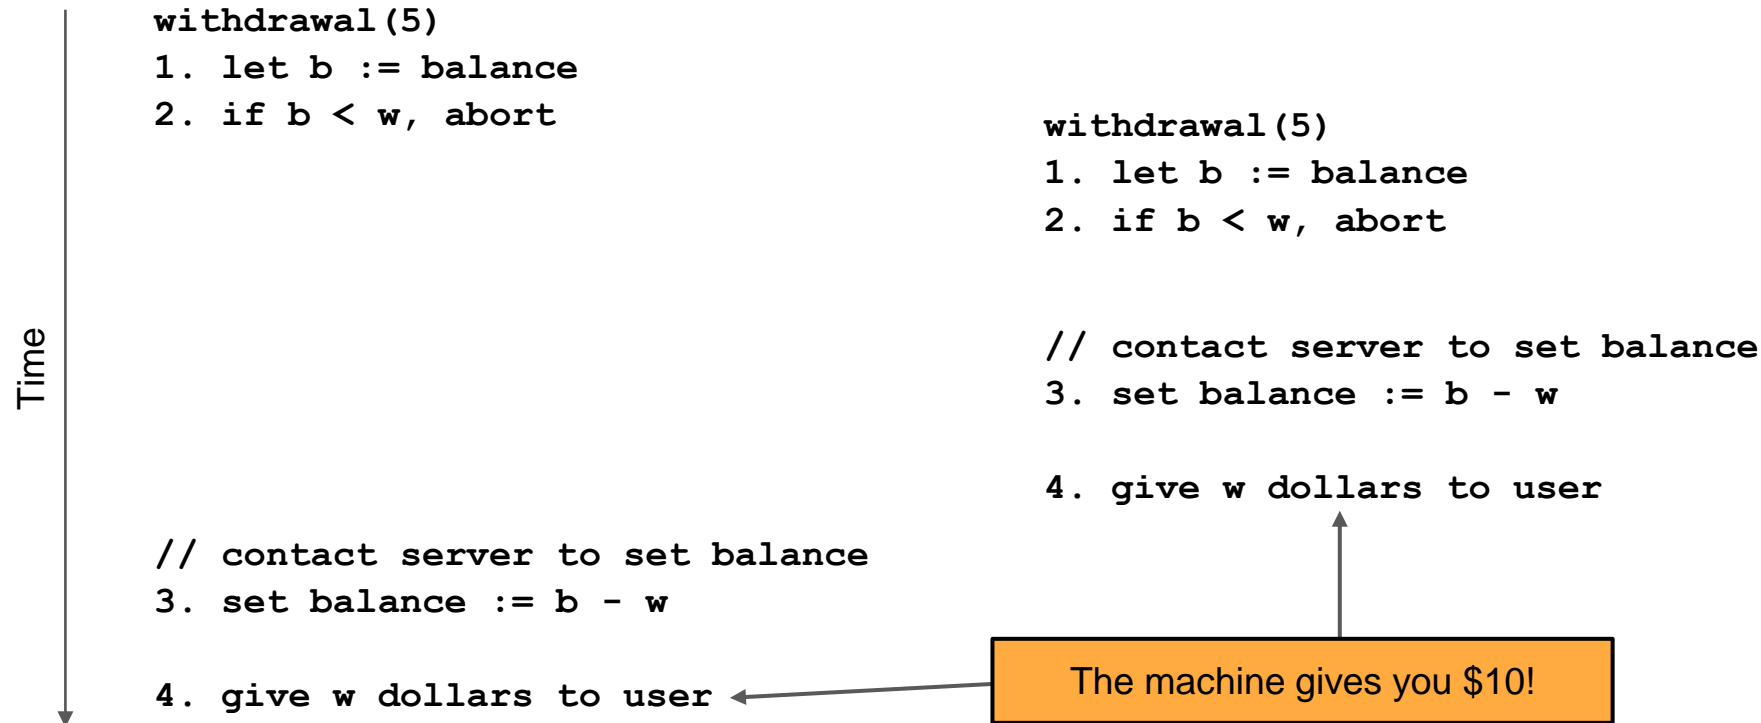 Time
withdrawal(5)
1. let b := balance
2. if b < w, abort
// contact server to set balance
3. set balance := b - w
4. give w dollars to user
withdrawal(5)
1. let b := balance
2. if b < w, abort
// contact server to set balance
3. set balance := b - w
4. give w dollars to user
The machine gives you $10!